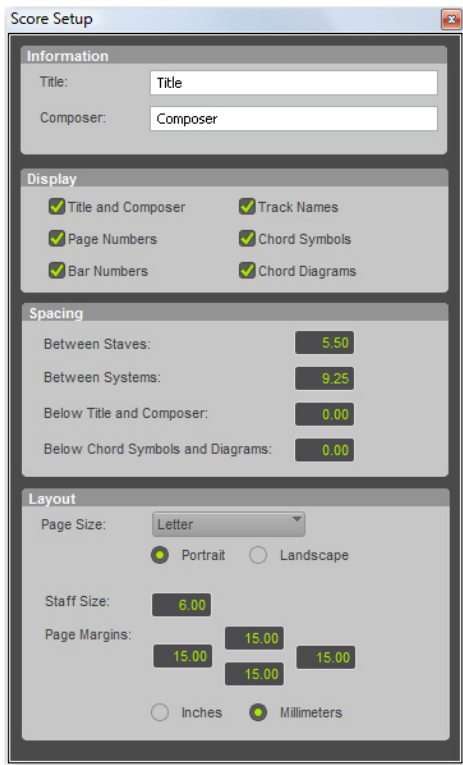 Score Setup
Information
Title: Title
Composer: Composer
Display
Title and Composer Track Names
Page Numbers Chord Symbols
Bar Numbers Chord Diagrams
Spacing
Between Staves: 5.50
Between Systems: 9.25
Below Title and Composer: 0.00
Below Chord Symbols and Diagrams: 0.00
Layout
Page Size: Letter
Portrait Landscape
Staff Size: 6.00
Page Margins: 15.00
15.00 15.00
15.00
Inches Millimeters